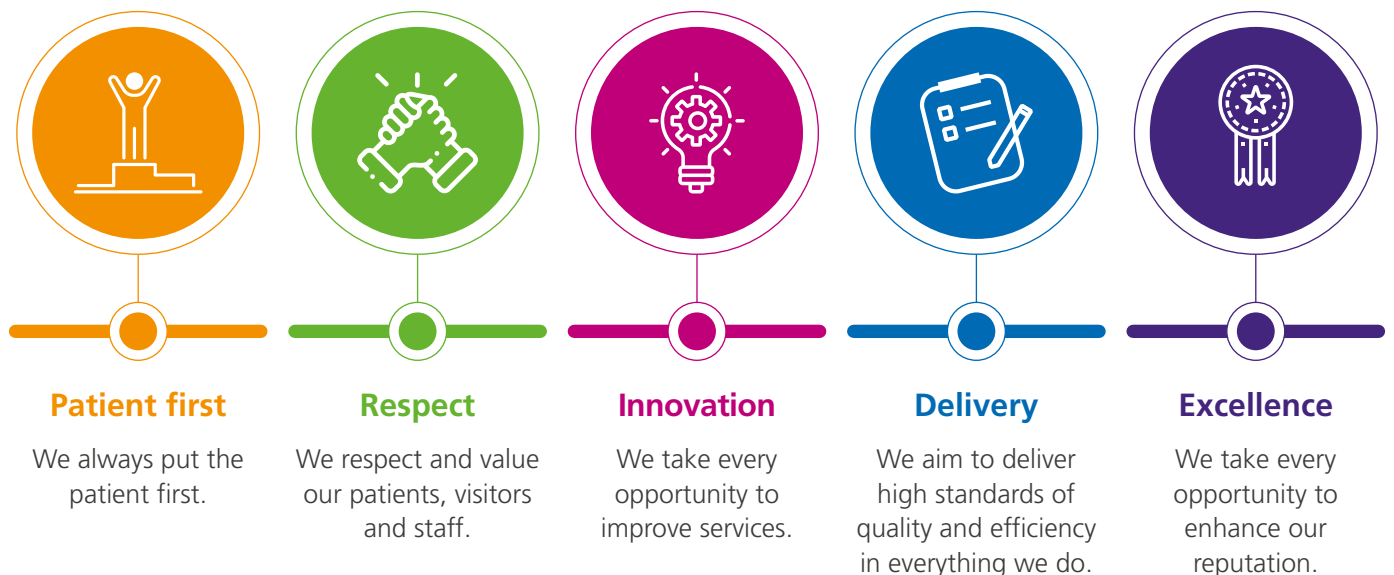 Patient first
We always put the
patient first.
Respect
We respect and value
our patients, visitors
and staff.
Innovation
We take every
opportunity to
improve services.
Delivery
We aim to deliver
high standards of
quality and efficiency
in everything we do.
Excellence
We take every
opportunity to
enhance our
reputation.